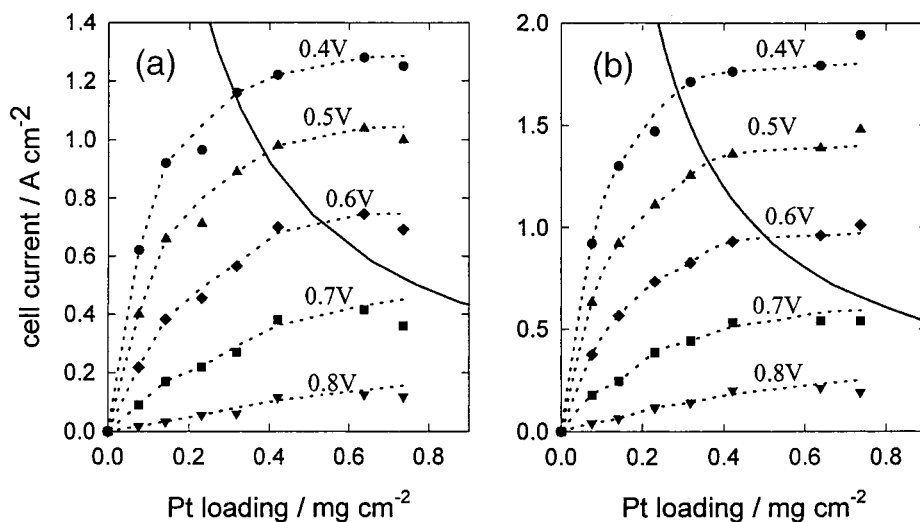 (a)
cell current / A cm-2
1.4
1.2
1.0
0.8
0.6
0.4
0.2
0.0
0.4V
0.5V
0.6V
0.7V
0.8V
0.0 0.2 0.4 0.6 0.8
Pt loading / mg cm-2
(b)
2.0
1.5
1.0
0.5
0.0
0.4V
0.5V
0.6V
0.7V
0.8V
0.0 0.2 0.4 0.6 0.8
Pt loading / mg cm-2